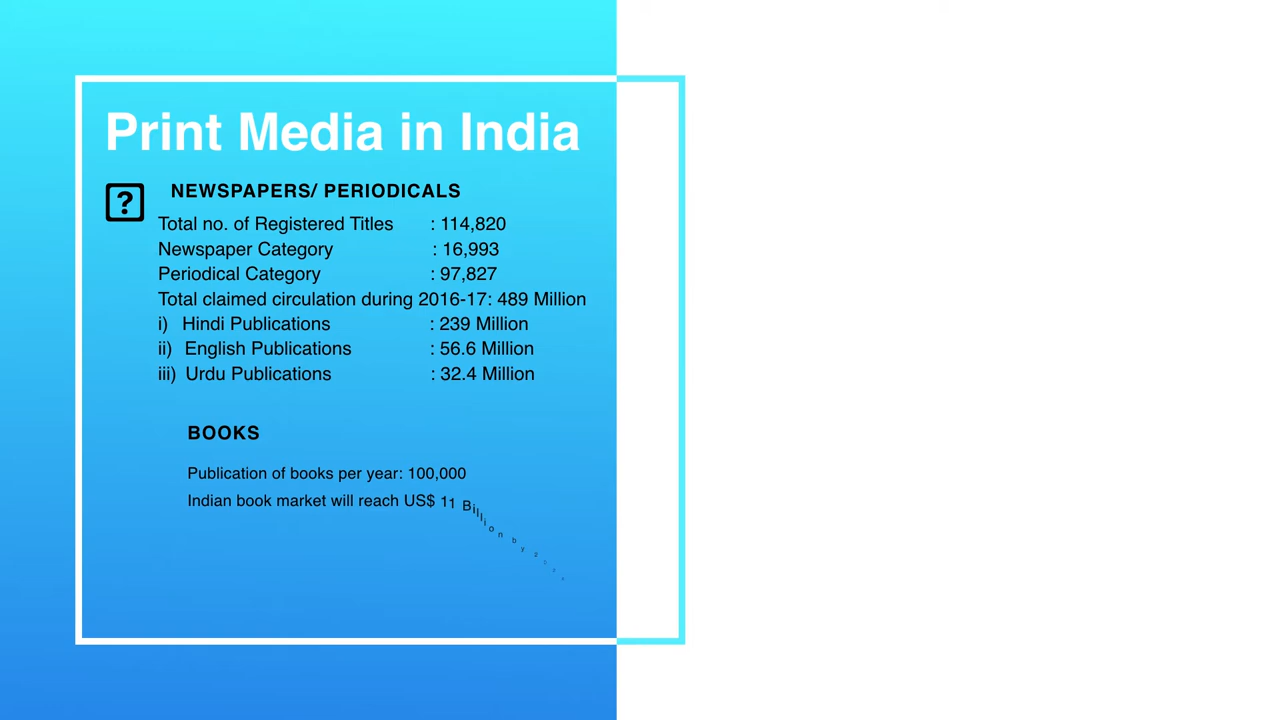 Print Media in India
NEWSPAPERS/ PERIODICALS
Total no. of Registered Titles : 114,820
Newspaper Category : 16,993
Periodical Category : 97,827
Total claimed circulation during 2016-17: 489 Million
i) Hindi Publications : 239 Million
ii) English Publications : 56.6 Million
iii) Urdu Publications : 32.4 Million
BOOKS
Publication of books per year: 100,000
Indian book market will reach US$ 11 Billion by